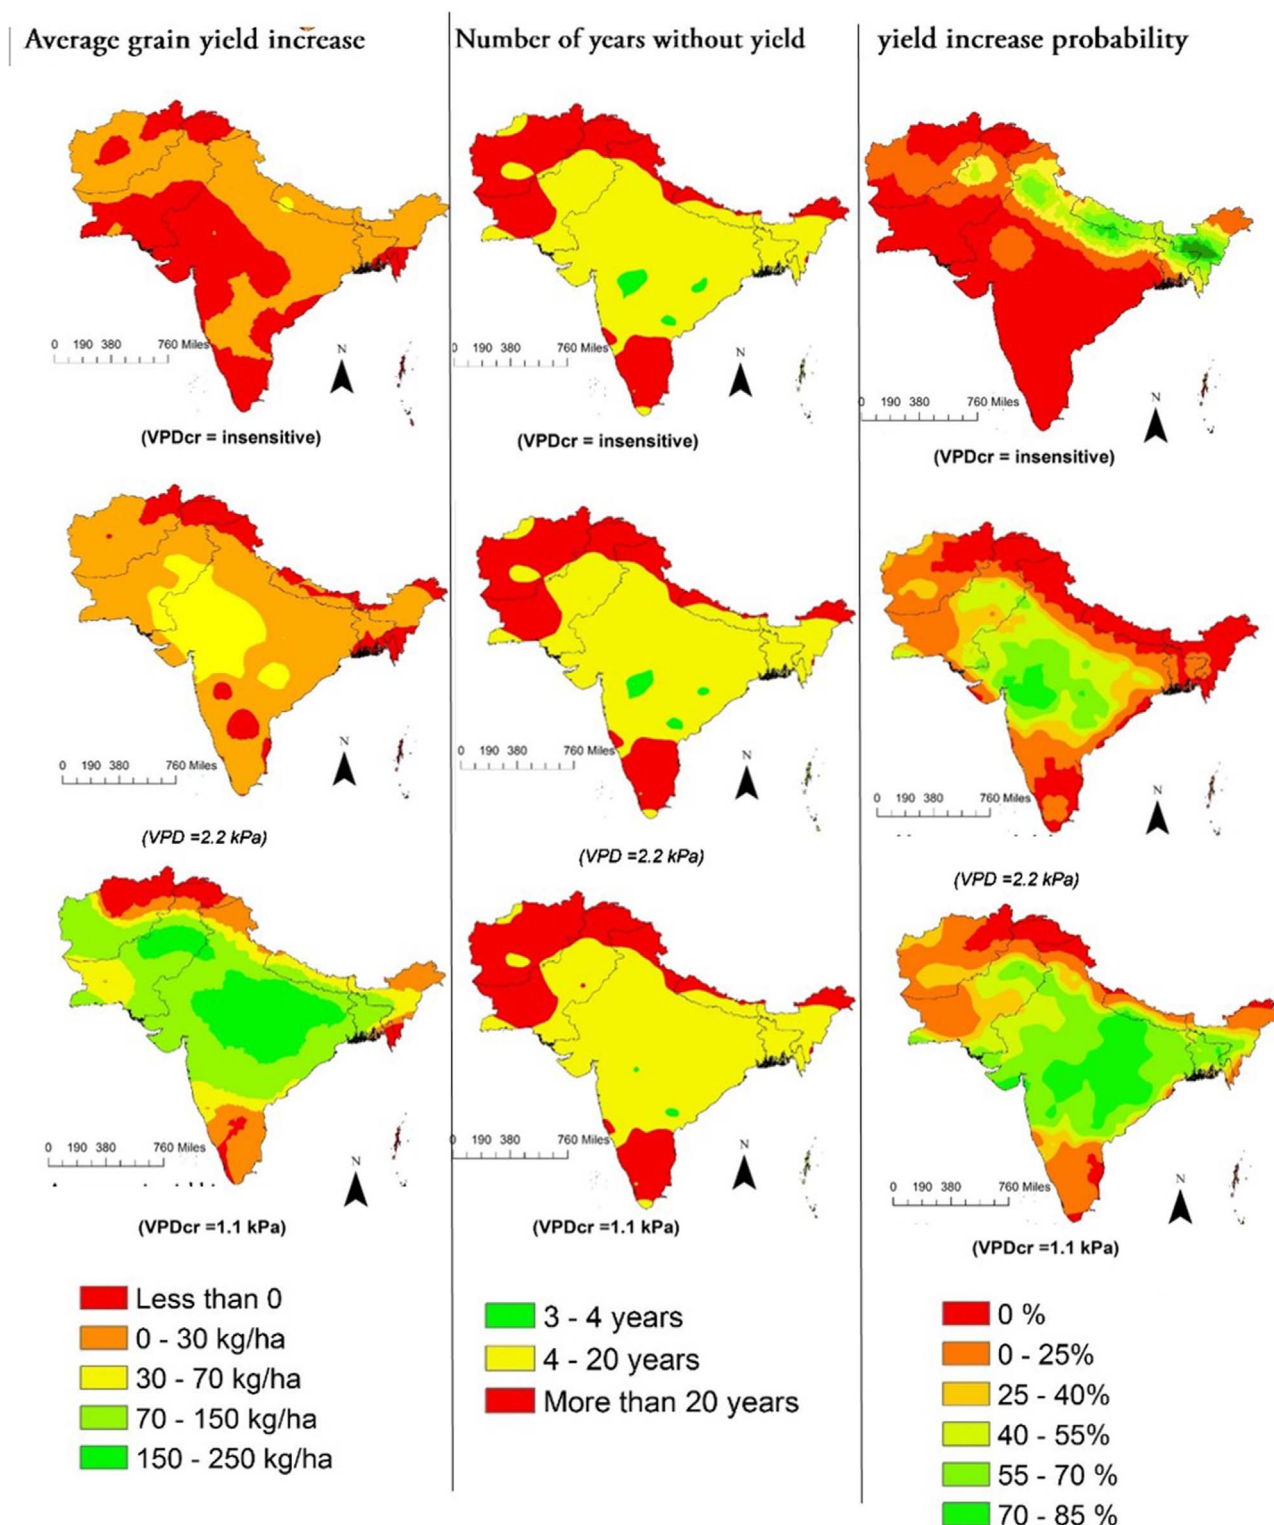 Average grain yield increase
Number of years without yield
yield increase probability
0 190 380 760 Miles
N
(VPDcr = insensitive)
0 190 380 760 Miles
N
(VPDcr = insensitive)
0 190 380 760 Miles
N
(VPDcr = insensitive)
0 190 380 760 Miles
N
(VPD =2.2 kPa)
0 190 380 760 Miles
N
(VPD =2.2 kPa)
0 190 380 760 Miles
N
(VPD =2.2 kPa)
0 190 380 760 Miles
N
(VPDcr =1.1 kPa)
0 190 380 760 Miles
N
(VPDcr =1.1 kPa)
0 190 380 760 Miles
N
(VPDcr =1.1 kPa)
Less than 0
0 - 30 kg/ha
30 - 70 kg/ha
70 - 150 kg/ha
150 - 250 kg/ha
3 - 4 years
4 - 20 years
More than 20 years
0 %
0 - 25%
25 - 40%
40 - 55%
55 - 70 %
70 - 85 %